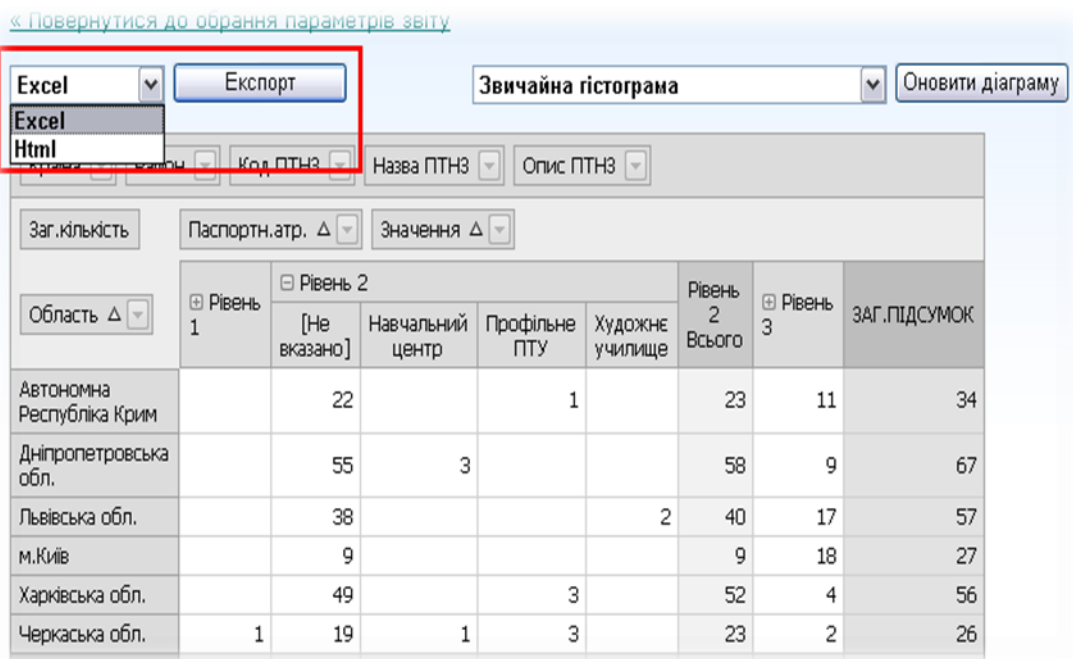 « Повернутися до обрання параметрів звіту
Excel Експорт Звичайна гістограма Оновити діаграму
Excel
Html
Країна Район Код ПТНЗ Назва ПТНЗ Опис ПТНЗ
Заг.кількість Паспортн.атр. Значення
Область Рівень 1 Рівень 2 Рівень 2 Всього Рівень 3 ЗАГ.ПІДСУМОК
[Не вказано] Навчальний центр Профільне ПТУ Художнє училище
Автономна Республіка Крим 22 1 23 11 34
Дніпропетровська обл. 55 3 58 9 67
Львівська обл. 38 2 40 17 57
м.Київ 9 9 18 27
Харківська обл. 49 3 52 4 56
Черкаська обл. 1 19 1 3 23 2 26